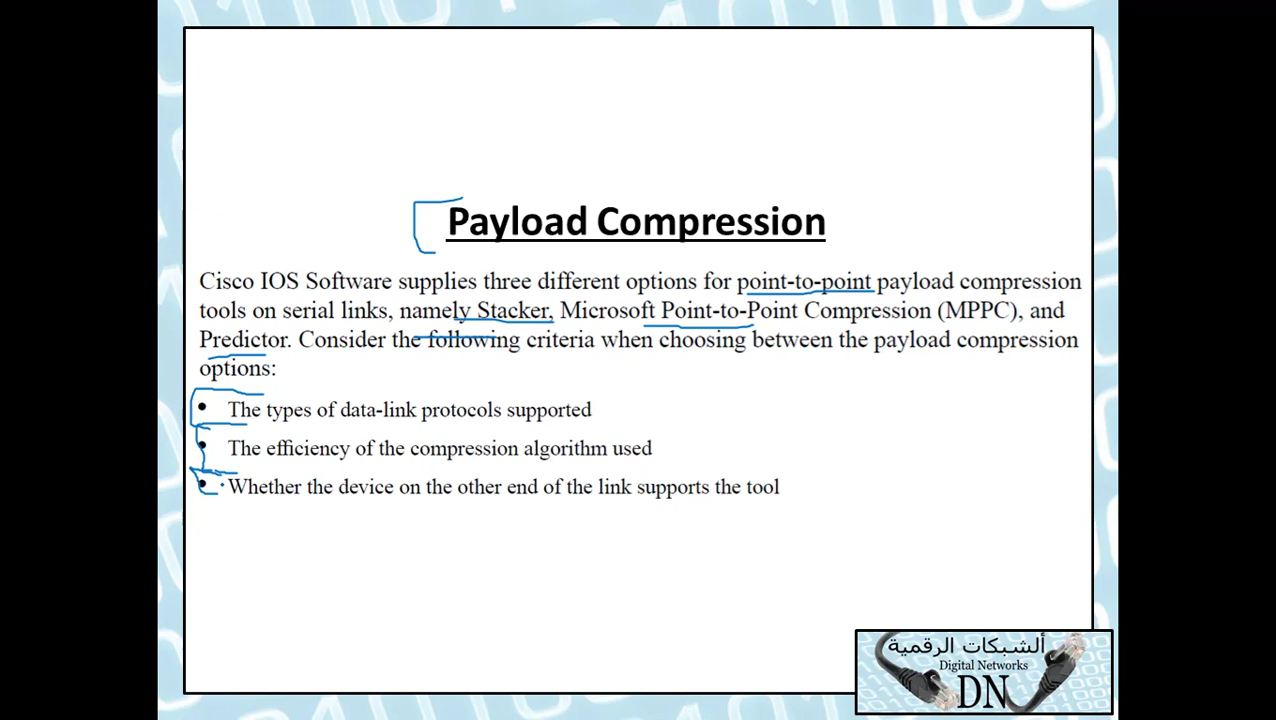 Payload Compression
Cisco IOS Software supplies three different options for point-to-point payload compression
tools on serial links, namely Stacker, Microsoft Point-to-Point Compression (MPPC), and
Predictor. Consider the following criteria when choosing between the payload compression
options:
• The types of data-link protocols supported
• The efficiency of the compression algorithm used
• Whether the device on the other end of the link supports the tool
ألشبكات الرقمية
Digital Networks
DN